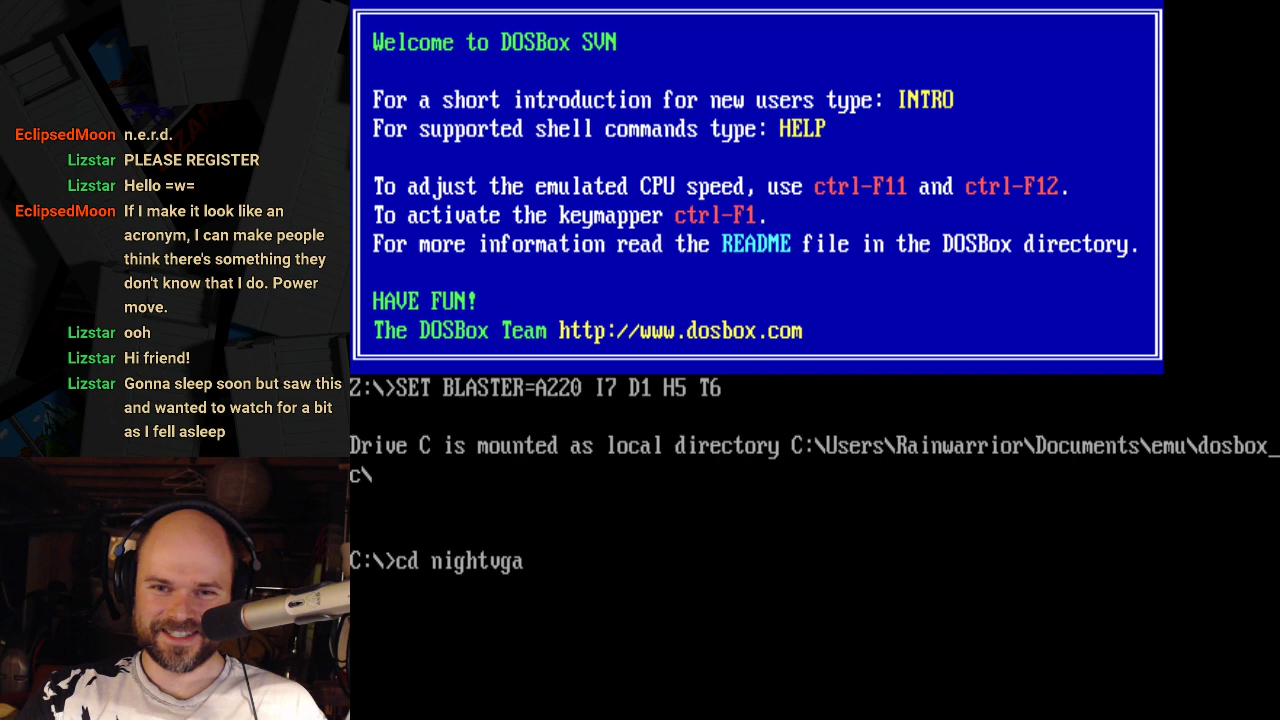 EclipsedMoon n.e.r.d.
Lizstar PLEASE REGISTER
Lizstar Hello =w=
EclipsedMoon If I make it look like an
acronym, I can make people
think there's something they
don't know that I do. Power
move.
Lizstar ooh
Lizstar Hi friend!
Lizstar Gonna sleep soon but saw this
and wanted to watch for a bit
as I fell asleep
Welcome to DOSBox SVN
For a short introduction for new users type: INTRO
For supported shell commands type: HELP
To adjust the emulated CPU speed, use ctrl-F11 and ctrl-F12.
To activate the keymapper ctrl-F1.
For more information read the README file in the DOSBox directory.
HAVE FUN!
The DOSBox Team http://www.dosbox.com
Z:\>SET BLASTER=A220 I7 D1 H5 T6
Drive C is mounted as local directory C:\Users\Rainwarrior\Documents\emu\dosbox_
c\
C:\>cd nightvga